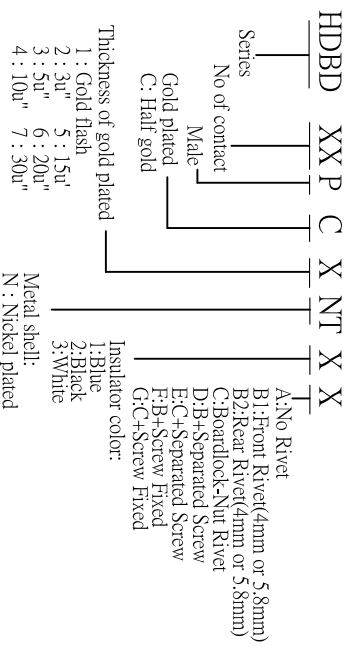 HDBD XX P C X NT X X
Series
No of contact
Male
Gold plated
C: Half gold
Thickness of gold plated
1 : Gold flash
2 : 3u" 5 : 15u'
3 : 5u" 6 : 20u"
4 : 10u" 7 : 30u"
Metal shell:
N : Nickel plated
Insulator color:
1:Blue
2:Black
3:White
A:No Rivet
B1:Front Rivet(4mm or 5.8mm)
B2:Rear Rivet(4mm or 5.8mm)
C:Boardlock-Nut Rivet
D:B+Separated Screw
E:C+Separated Screw
F:B+Screw Fixed
G:C+Screw Fixed